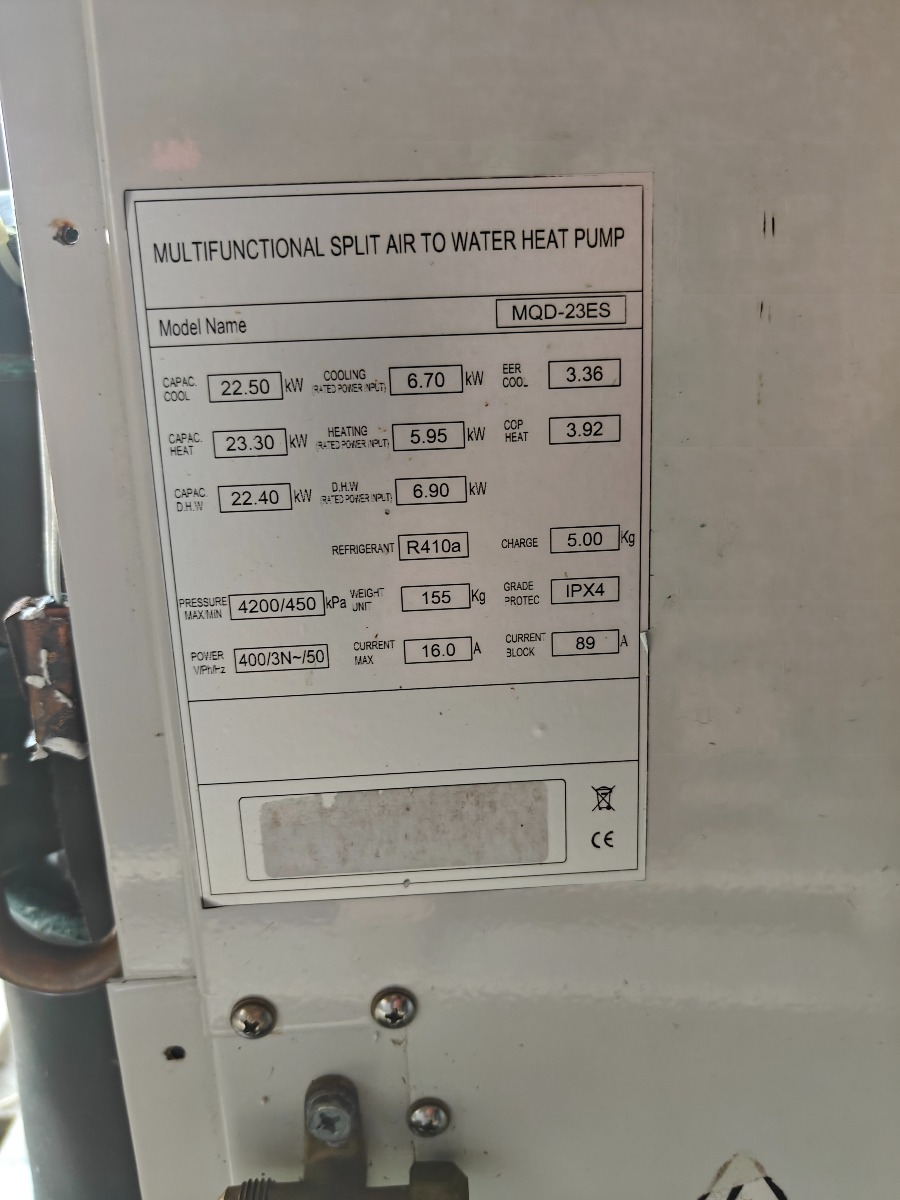 MULTIFUNCTIONAL SPLIT AIR TO WATER HEAT PUMP
Model Name MQD-23ES
CAPAC. COOL 22.50 kW COOLING (RATED POWER INPUT) 6.70 kW EER COOL 3.36
CAPAC. HEAT 23.30 kW HEATING (RATED POWER INPUT) 5.95 kW COP HEAT 3.92
CAPAC. D.H.W 22.40 kW D.H.W (RATED POWER INPUT) 6.90 kW
REFRIGERANT R410a CHARGE 5.00 Kg
PRESSURE MAX/MIN 4200/450 kPa WEIGHT UNIT 155 Kg GRADE PROTEC IPX4
POWER V/Ph/Hz 400/3N~/50 CURRENT MAX 16.0 A CURRENT BLOCK 89 A
CE